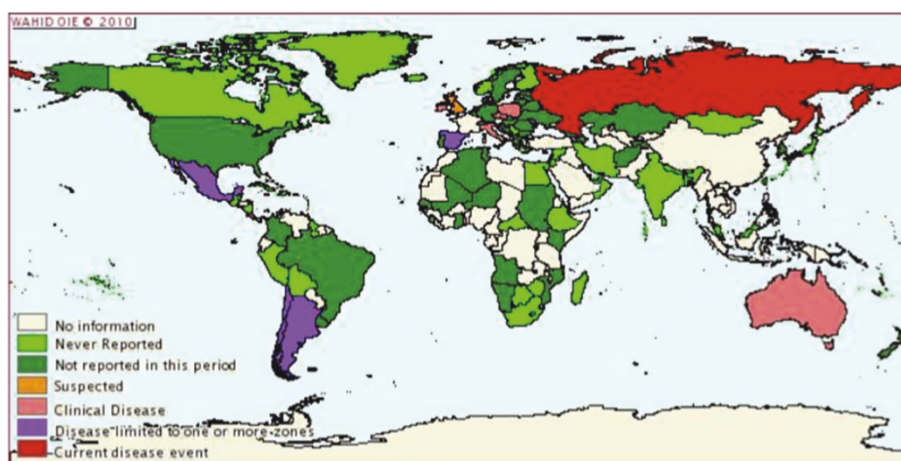 WAHID OIE © 2010
No information
Never Reported
Not reported in this period
Suspected
Clinical Disease
Disease limited to one or more zones
Current disease event